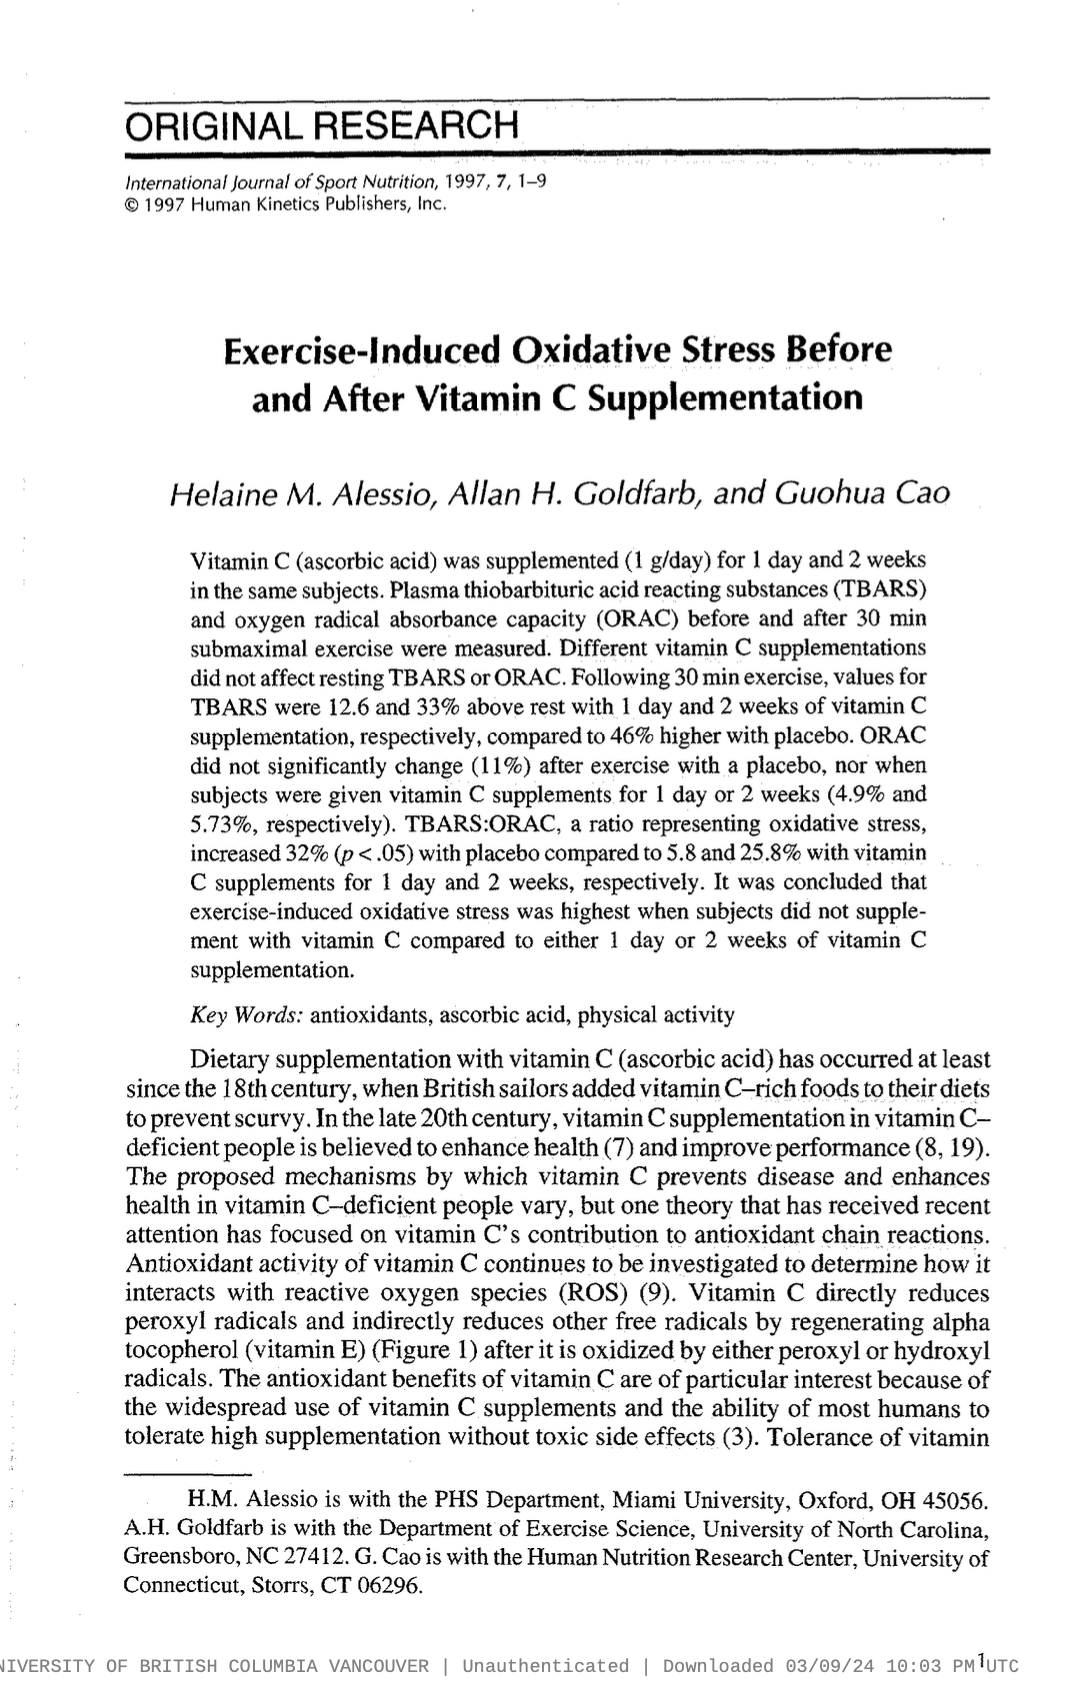 ORIGINAL RESEARCH
International Journal of Sport Nutrition, 1997, 7, 1–9
© 1997 Human Kinetics Publishers, Inc.
Exercise-Induced Oxidative Stress Before
and After Vitamin C Supplementation
Helaine M. Alessio, Allan H. Goldfarb, and Guohua Cao
Vitamin C (ascorbic acid) was supplemented (1 g/day) for 1 day and 2 weeks
in the same subjects. Plasma thiobarbituric acid reacting substances (TBARS)
and oxygen radical absorbance capacity (ORAC) before and after 30 min
submaximal exercise were measured. Different vitamin C supplementations
did not affect resting TBARS or ORAC. Following 30 min exercise, values for
TBARS were 12.6 and 33% above rest with 1 day and 2 weeks of vitamin C
supplementation, respectively, compared to 46% higher with placebo. ORAC
did not significantly change (11%) after exercise with a placebo, nor when
subjects were given vitamin C supplements for 1 day or 2 weeks (4.9% and
5.73%, respectively). TBARS:ORAC, a ratio representing oxidative stress,
increased 32% (p < .05) with placebo compared to 5.8 and 25.8% with vitamin
C supplements for 1 day and 2 weeks, respectively. It was concluded that
exercise-induced oxidative stress was highest when subjects did not supple-
ment with vitamin C compared to either 1 day or 2 weeks of vitamin C
supplementation.
Key Words: antioxidants, ascorbic acid, physical activity
Dietary supplementation with vitamin C (ascorbic acid) has occurred at least
since the 18th century, when British sailors added vitamin C–rich foods to their diets
to prevent scurvy. In the late 20th century, vitamin C supplementation in vitamin C–
deficient people is believed to enhance health (7) and improve performance (8, 19).
The proposed mechanisms by which vitamin C prevents disease and enhances
health in vitamin C–deficient people vary, but one theory that has received recent
attention has focused on vitamin C's contribution to antioxidant chain reactions.
Antioxidant activity of vitamin C continues to be investigated to determine how it
interacts with reactive oxygen species (ROS) (9). Vitamin C directly reduces
peroxyl radicals and indirectly reduces other free radicals by regenerating alpha
tocopherol (vitamin E) (Figure 1) after it is oxidized by either peroxyl or hydroxyl
radicals. The antioxidant benefits of vitamin C are of particular interest because of
the widespread use of vitamin C supplements and the ability of most humans to
tolerate high supplementation without toxic side effects (3). Tolerance of vitamin
H.M. Alessio is with the PHS Department, Miami University, Oxford, OH 45056.
A.H. Goldfarb is with the Department of Exercise Science, University of North Carolina,
Greensboro, NC 27412. G. Cao is with the Human Nutrition Research Center, University of
Connecticut, Storrs, CT 06296.
1
NIVERSITY OF BRITISH COLUMBIA VANCOUVER | Unauthenticated | Downloaded 03/09/24 10:03 PM UTC